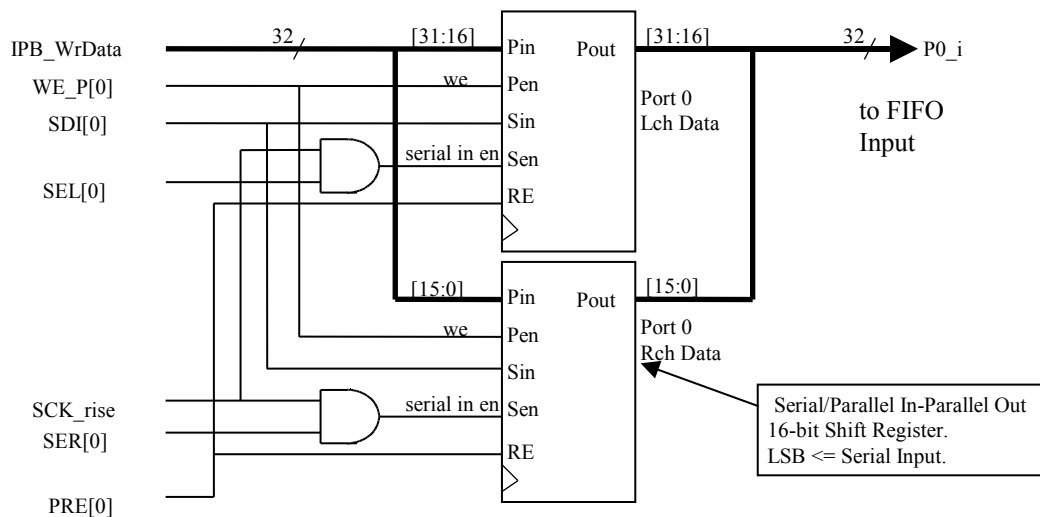 IPB_WrData
WE_P[0]
SDI[0]
SEL[0]
SCK_rise
SER[0]
PRE[0]
32
[31:16]
we
serial in en
Pin
Pen
Sin
Sen
RE
Pout
[31:16]
32
P0_i
Port 0
Lch Data
to FIFO
Input
[15:0]
we
serial in en
Pin
Pen
Sin
Sen
RE
Pout
[15:0]
Port 0
Rch Data
Serial/Parallel In-Parallel Out
16-bit Shift Register.
LSB <= Serial Input.